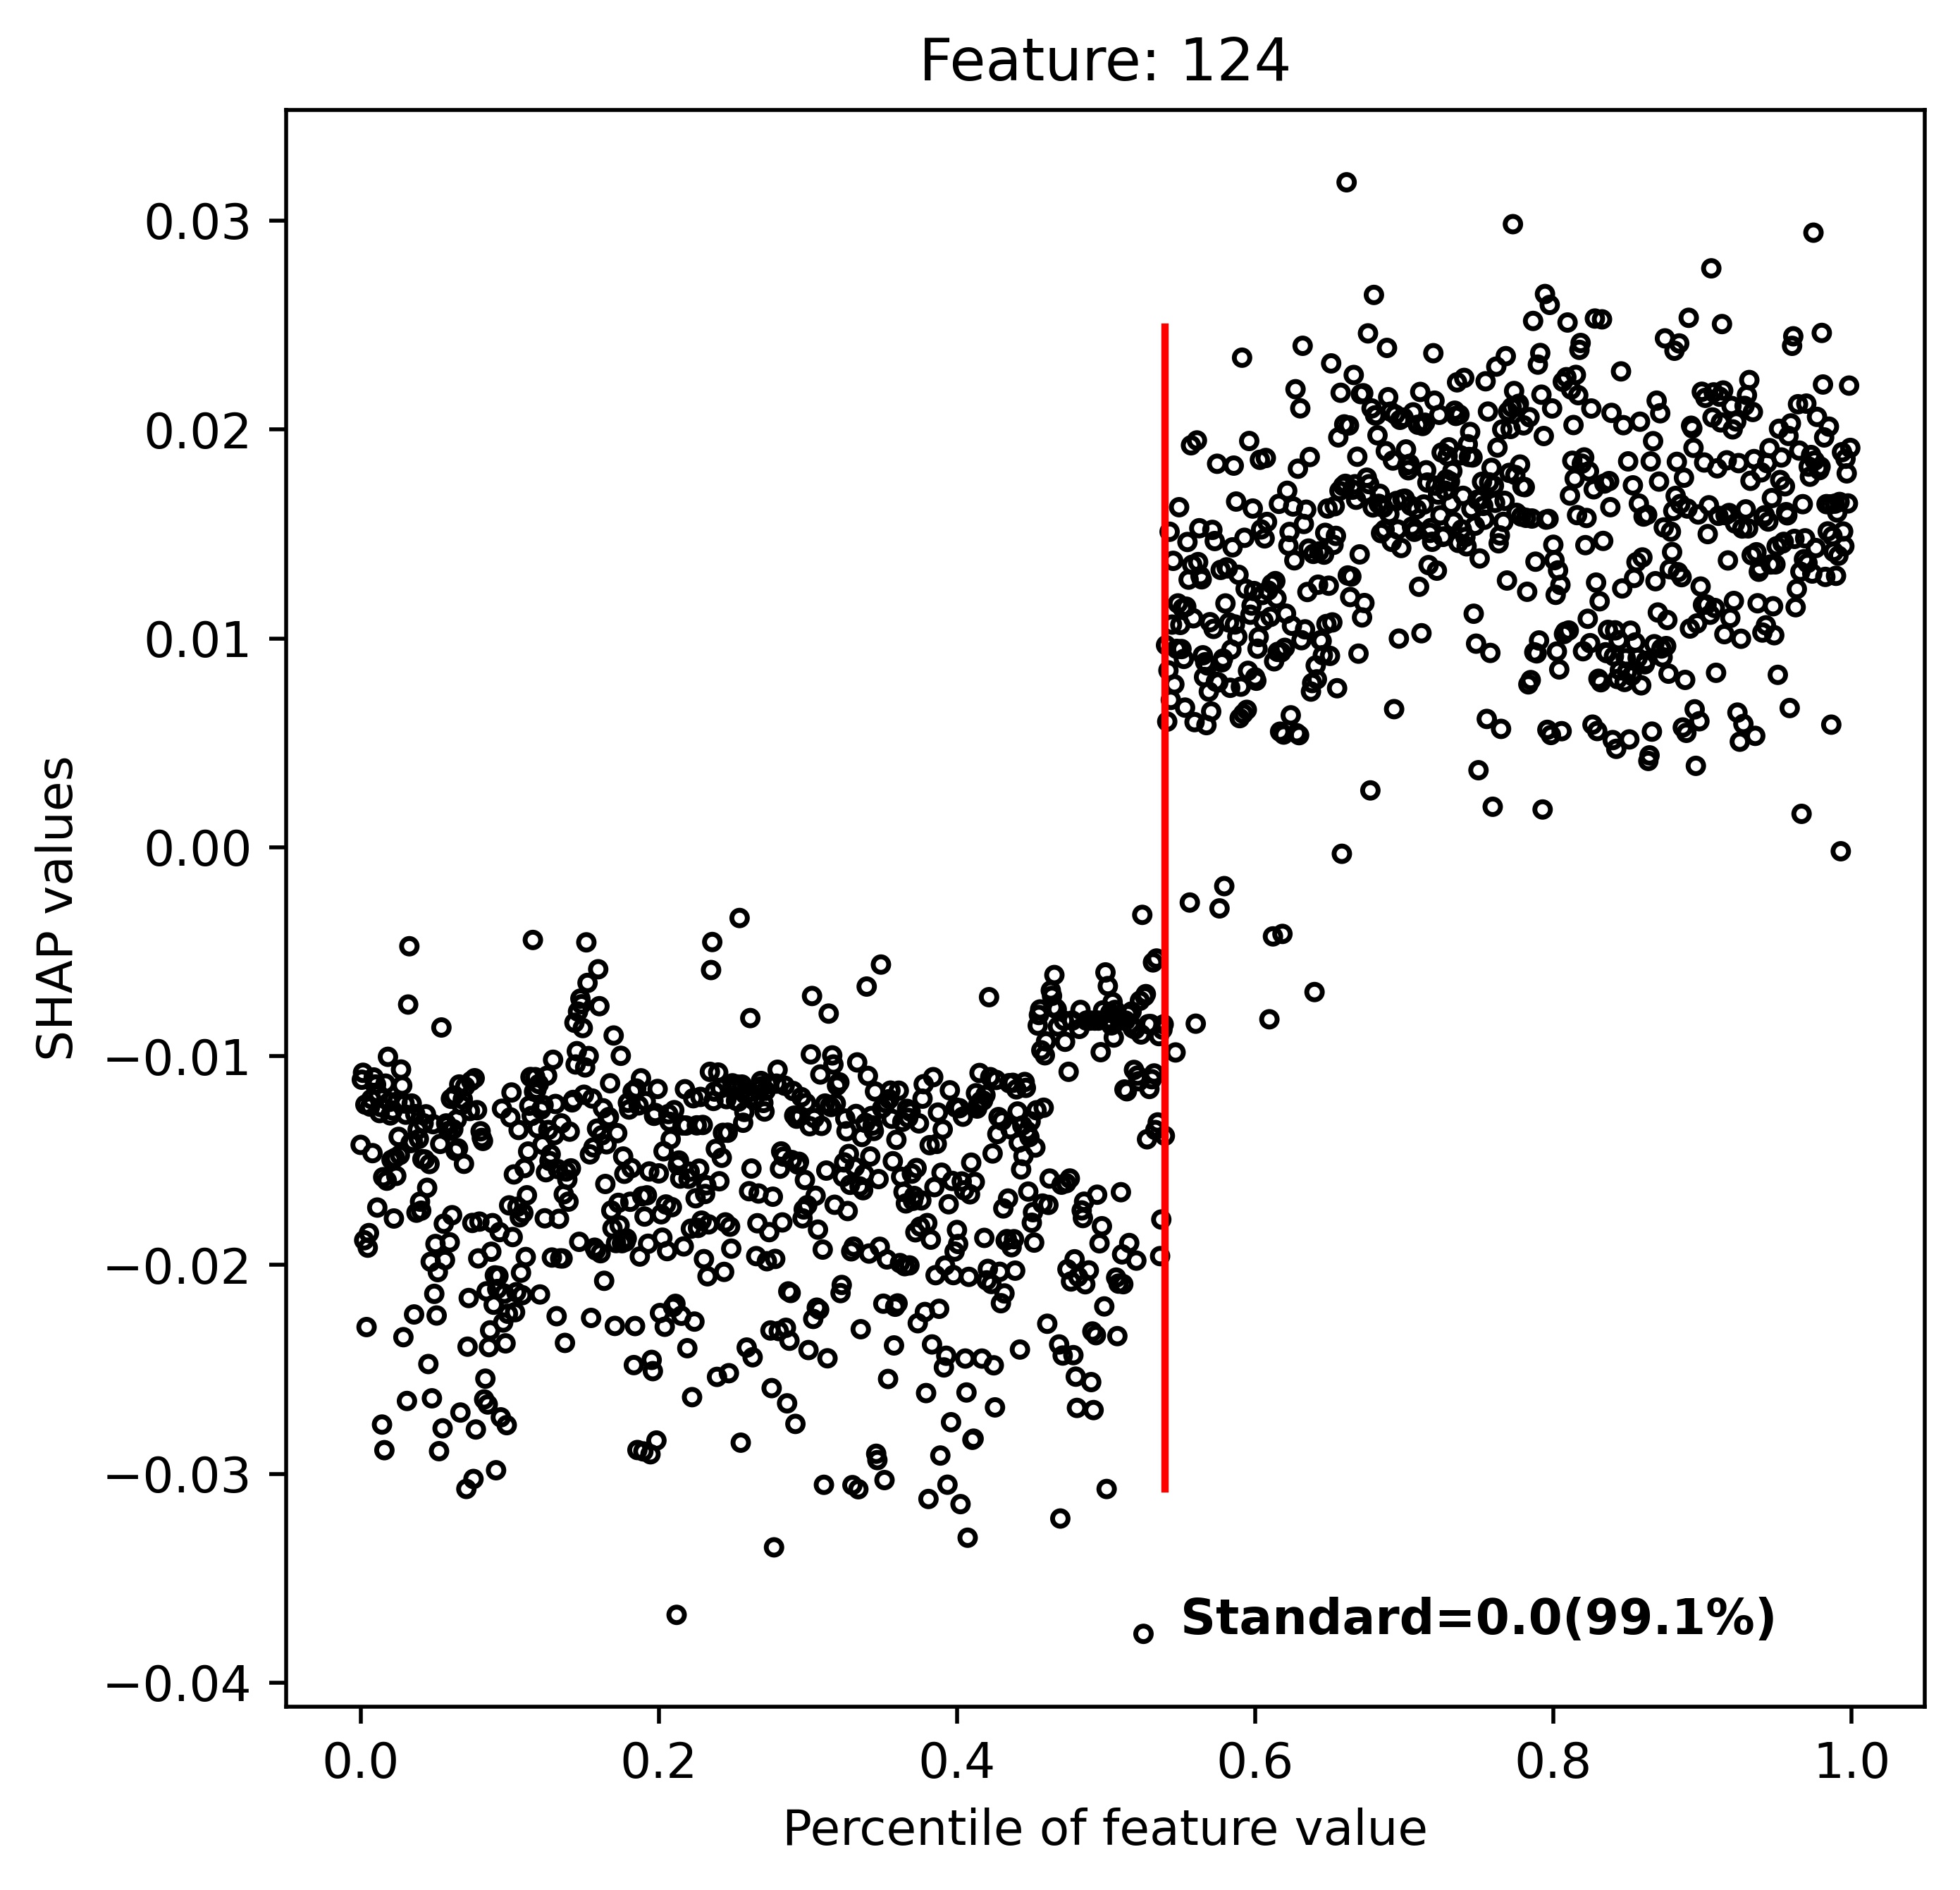 Feature: 124
SHAP values
0.03
0.02
0.01
0.00
−0.01
−0.02
−0.03
−0.04
Standard=0.0(99.1%)
0.0 0.2 0.4 0.6 0.8 1.0
Percentile of feature value